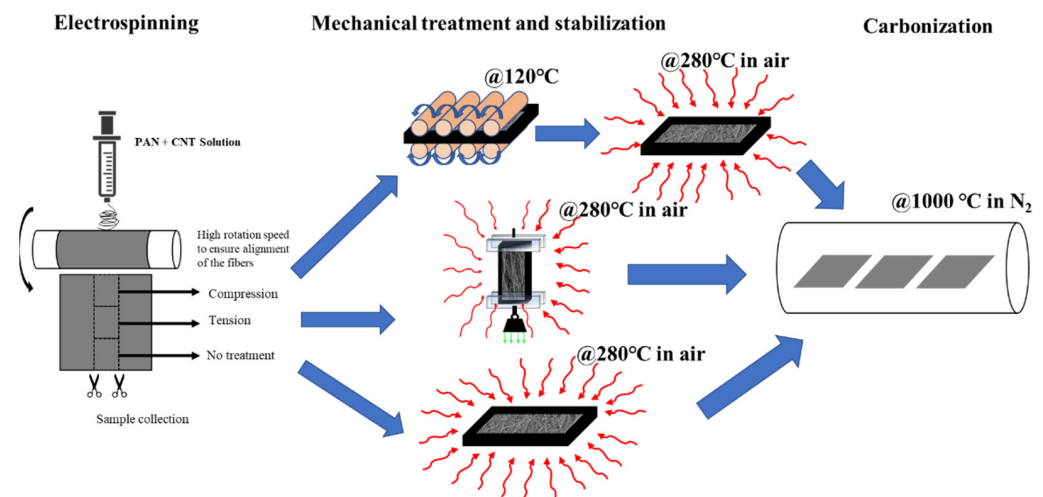 Electrospinning
Mechanical treatment and stabilization
Carbonization
PAN + CNT Solution
High rotation speed
to ensure alignment
of the fibers
Compression
Tension
No treatment
Sample collection
@120℃
@280℃ in air
@280℃ in air
@280℃ in air
@1000 ℃ in N₂